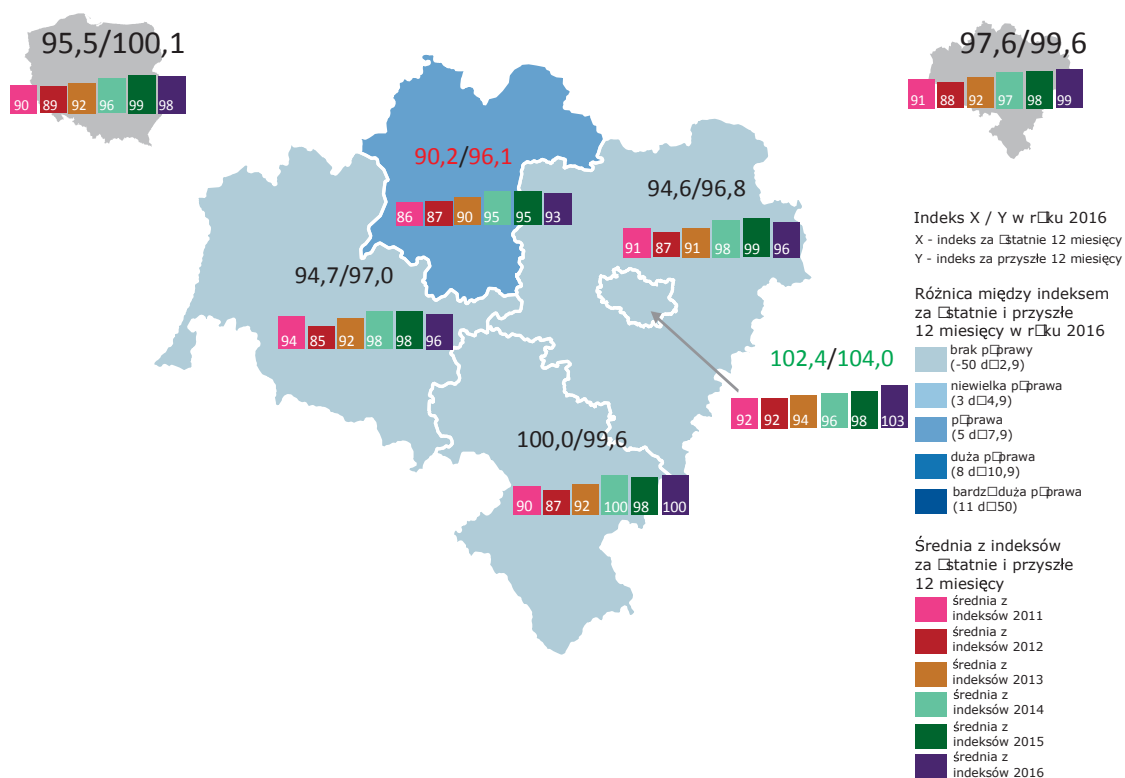 95,5/100,1
90 89 92 96 99 98
97,6/99,6
91 88 92 97 98 99
90,2/96,1
86 87 90 95 95 93
94,6/96,8
91 87 91 98 99 96
94,7/97,0
94 85 92 98 98 96
102,4/104,0
92 92 94 96 98 103
100,0/99,6
90 87 92 100 98 100
Indeks X / Y w r□ku 2016
X - indeks za □statnie 12 miesięcy
Y - indeks za przyszłe 12 miesięcy
Różnica między indeksem
za □statnie i przyszłe
12 miesięcy w r□ku 2016
brak p□prawy
(-50 d□2,9)
niewielka p□prawa
(3 d□4,9)
p□prawa
(5 d□7,9)
duża p□prawa
(8 d□10,9)
bardz□duża p□prawa
(11 d□50)
Średnia z indeksów
za □statnie i przyszłe
12 miesięcy
średnia z
indeksów 2011
średnia z
indeksów 2012
średnia z
indeksów 2013
średnia z
indeksów 2014
średnia z
indeksów 2015
średnia z
indeksów 2016